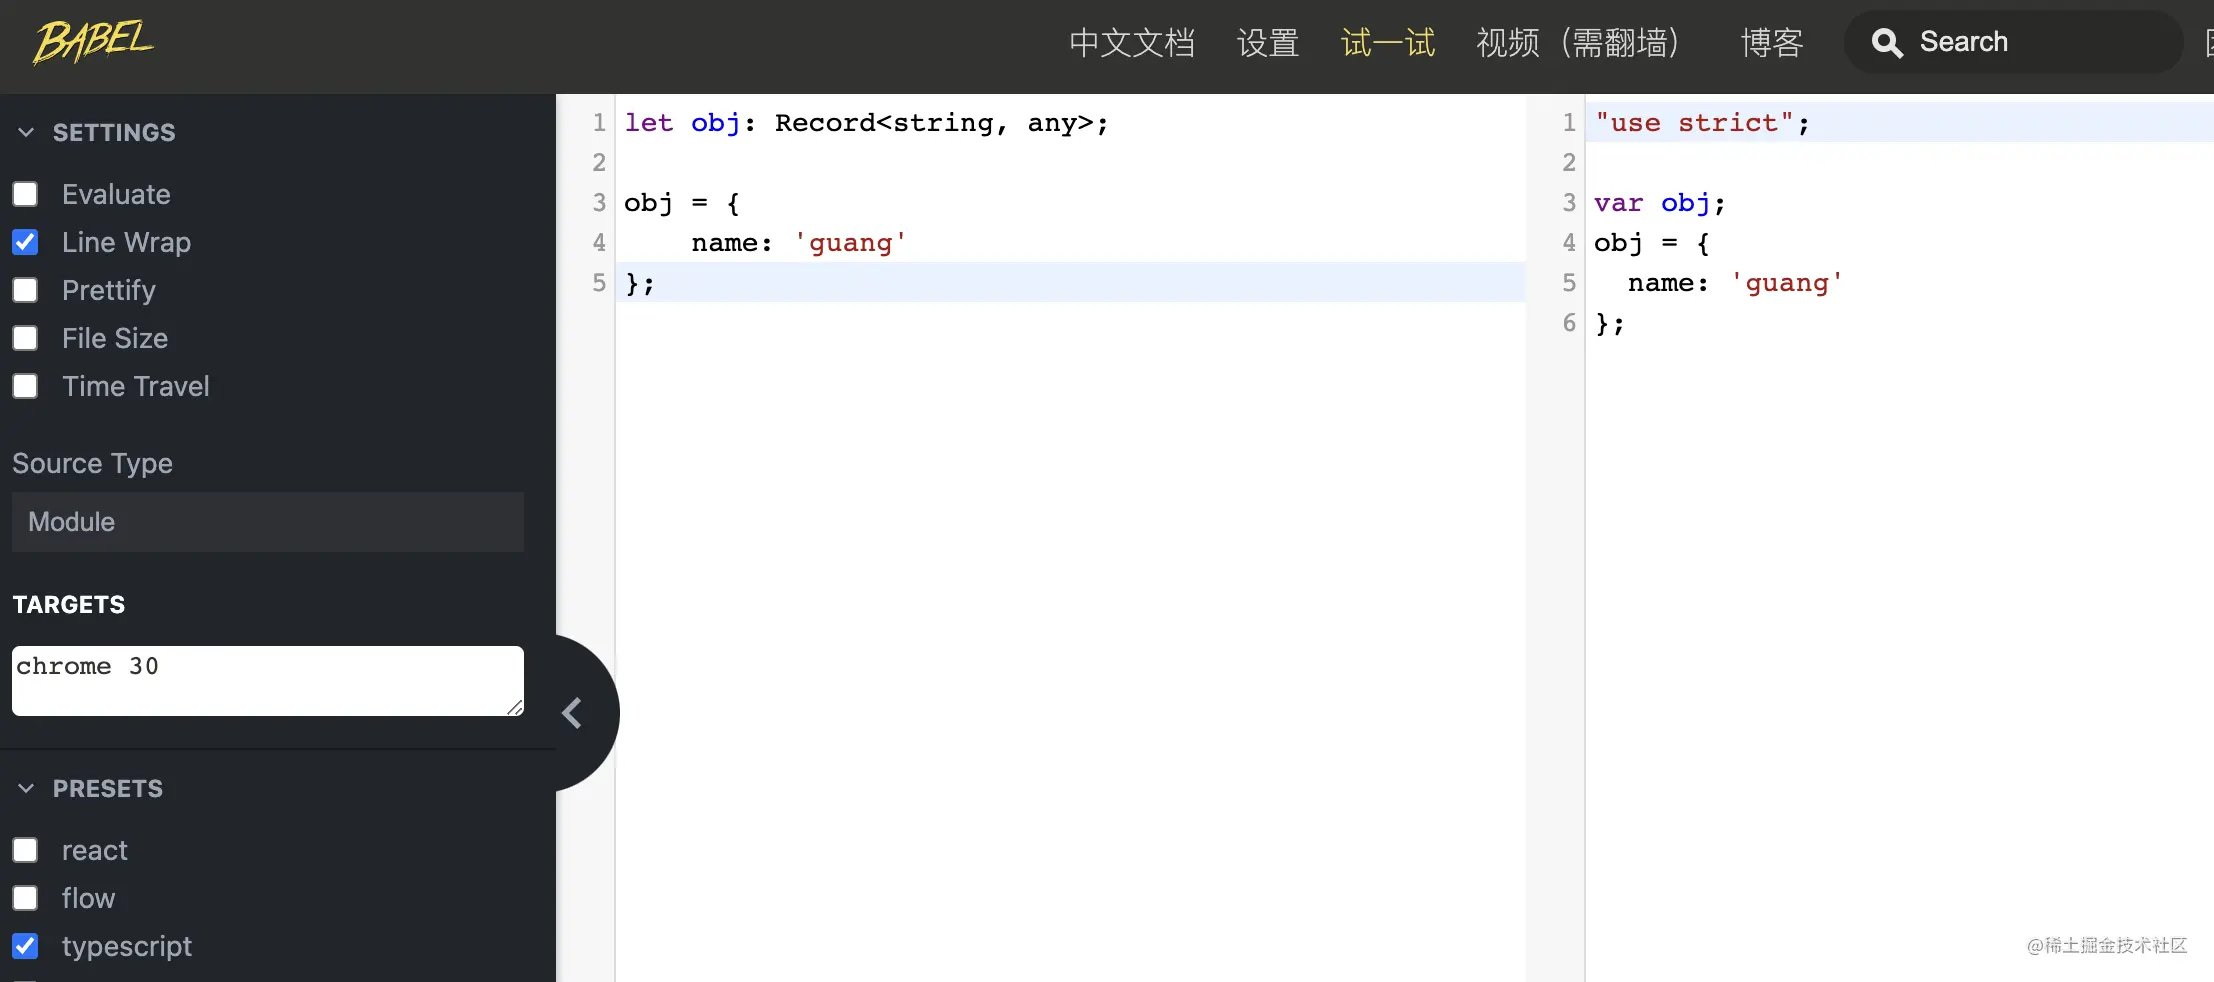 BABEL
中文文档 设置 试一试 视频（需翻墙） 博客 Search
SETTINGS
Evaluate
Line Wrap
Prettify
File Size
Time Travel
Source Type
Module
TARGETS
chrome 30
PRESETS
react
flow
typescript
1 let obj: Record<string, any>;
2
3 obj = {
4     name: 'guang'
5 };
1 "use strict";
2
3 var obj;
4 obj = {
5   name: 'guang'
6 };
@稀土掘金技术社区